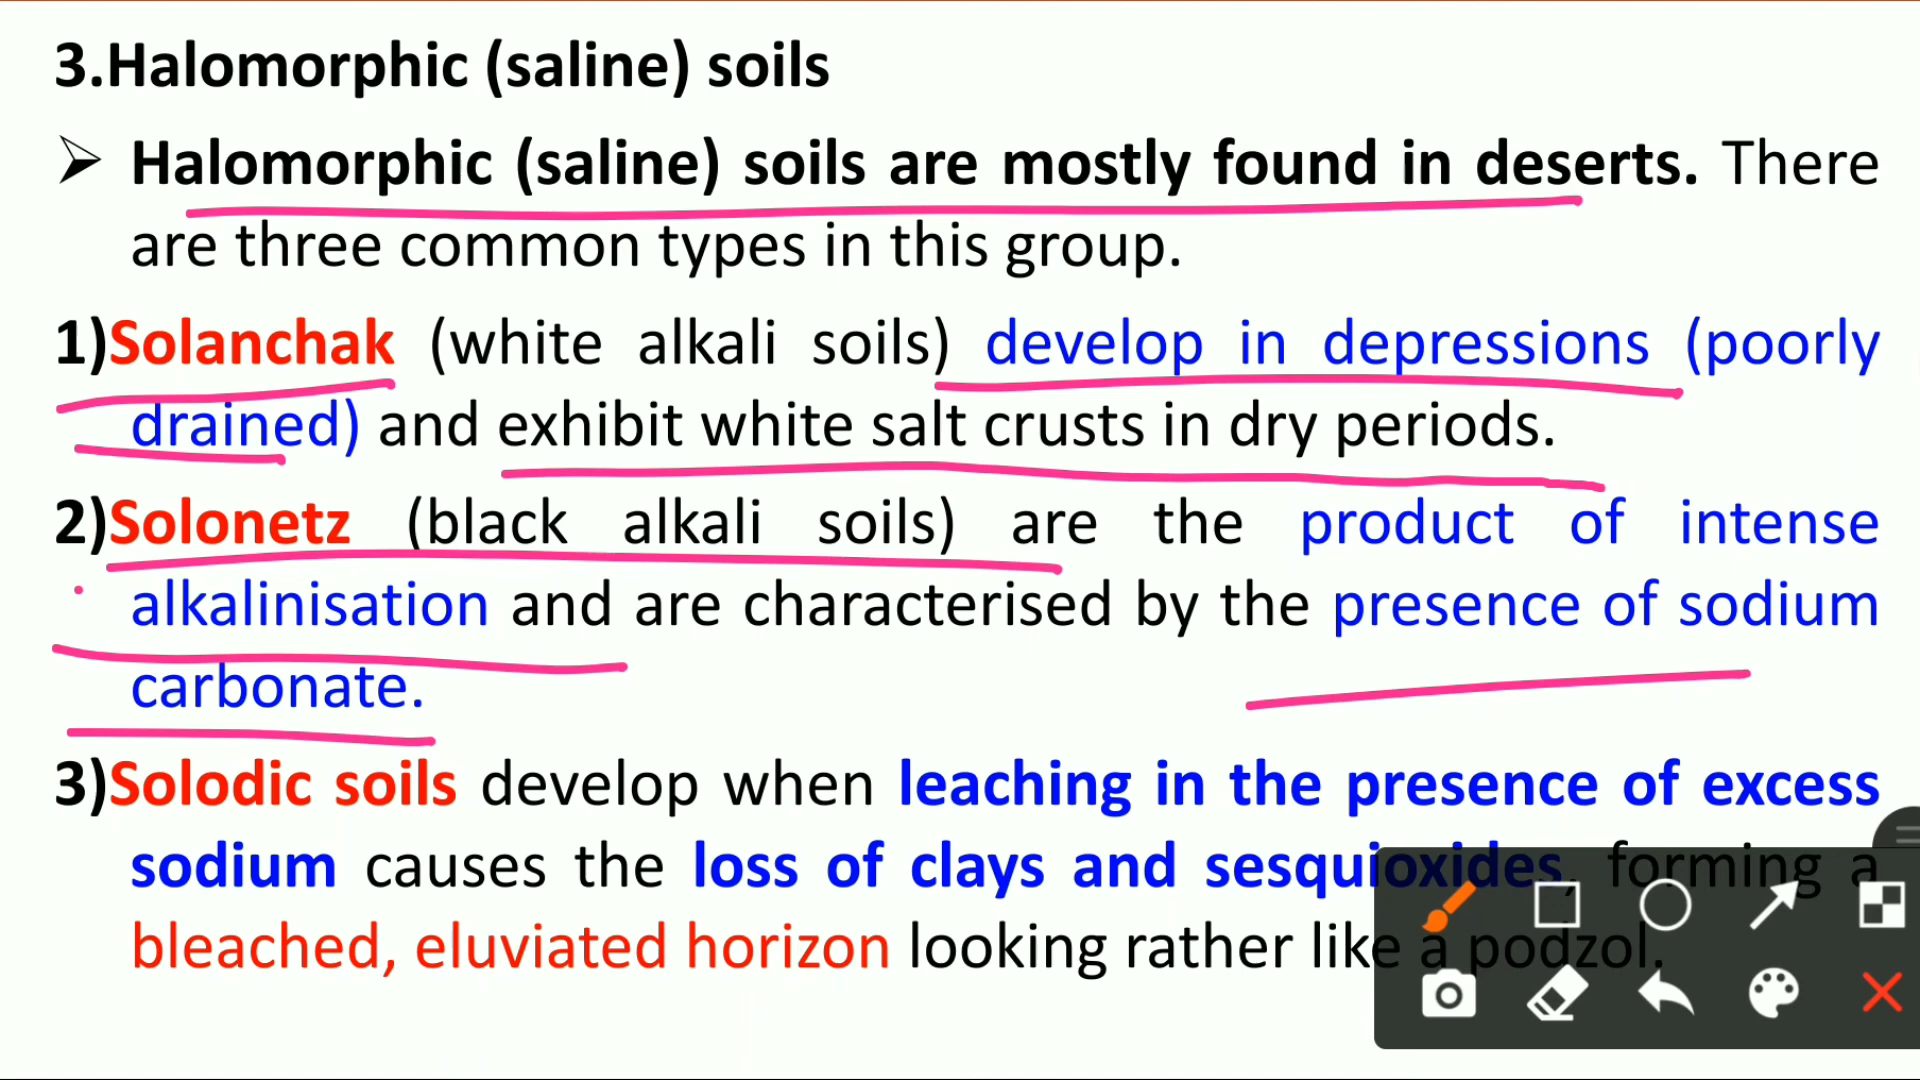 3.Halomorphic (saline) soils
➢ Halomorphic (saline) soils are mostly found in deserts. There
are three common types in this group.
1)Solanchak (white alkali soils) develop in depressions (poorly
drained) and exhibit white salt crusts in dry periods.
2)Solonetz (black alkali soils) are the product of intense
alkalinisation and are characterised by the presence of sodium
carbonate.
3)Solodic soils develop when leaching in the presence of excess
sodium causes the loss of clays and sesquioxides, forming a
bleached, eluviated horizon looking rather like a podzol.